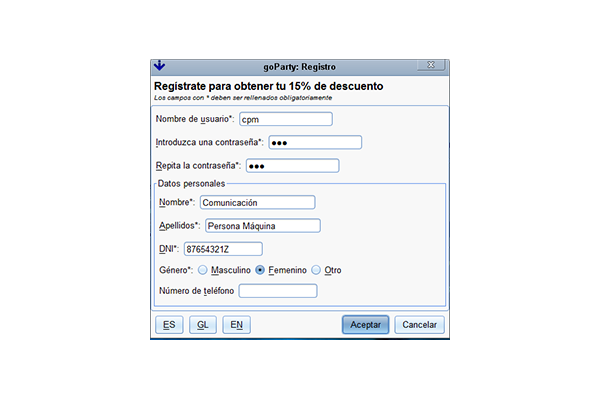 goParty: Registro
Regístrate para obtener tu 15% de descuento
Los campos con * deben ser rellenados obligatoriamente
Nombre de usuario*: cpm
Introduzca una contraseña*: ●●●
Repita la contraseña*: ●●●
Datos personales
Nombre*: Comunicación
Apellidos*: Persona Máquina
DNI*: 87654321Z
Género*: Masculino Femenino Otro
Número de teléfono
ES GL EN Aceptar Cancelar